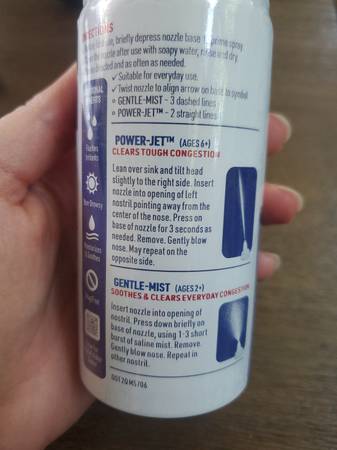 briefly depress nozzle base to prime spray
nozzle after use with soapy water, rinse and dry
needed and as often as needed.
✓ Suitable for everyday use.
✓ Twist nozzle to align arrow on base to symbol
• GENTLE-MIST - 3 dashed lines
• POWER-JET™ - 2 straight lines
POWER-JET™ (AGES 6+)
CLEARS TOUGH CONGESTION
Lean over sink and tilt head
slightly to the right side. Insert
nozzle into opening of left
nostril pointing away from the
center of the nose. Press on
base of nozzle for 3 seconds as
needed. Remove. Gently blow
nose. May repeat on the
opposite side.
GENTLE-MIST (AGES 2+)
SOOTHES & CLEARS EVERYDAY CONGESTION
Insert nozzle into opening of
nostril. Press down briefly on
base of nozzle, using 1-3 short
burst of saline mist. Remove.
Gently blow nose. Repeat in
other nostril.
Flushes
Irritants
Non-Drowsy
& Soothes